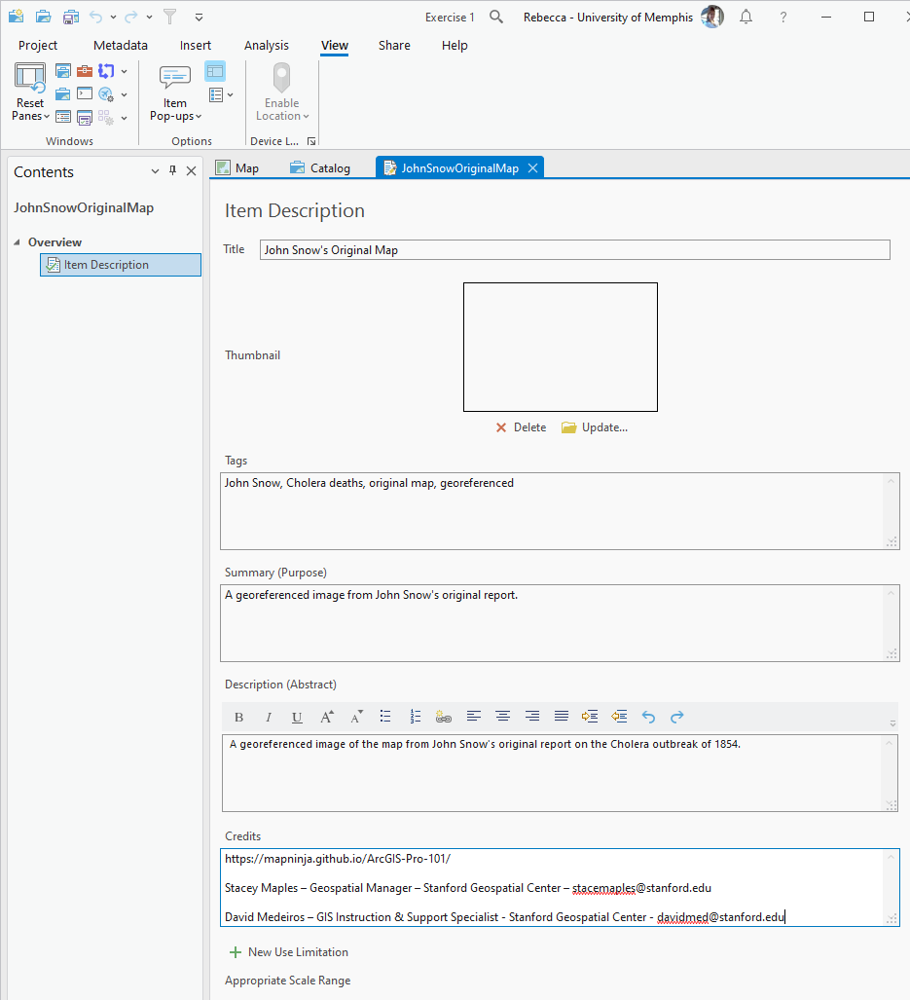 Exercise 1
Rebecca - University of Memphis
?
Project Metadata Insert Analysis View Share Help
Reset Panes
Item Pop-ups
Enable Location
Windows
Options
Device L...
Contents
JohnSnowOriginalMap
Overview
Item Description
Map
Catalog
JohnSnowOriginalMap
Item Description
Title
John Snow's Original Map
Thumbnail
Delete
Update...
Tags
John Snow, Cholera deaths, original map, georeferenced
Summary (Purpose)
A georeferenced image from John Snow's original report.
Description (Abstract)
B I U A A
A georeferenced image of the map from John Snow's original report on the Cholera outbreak of 1854.
Credits
https://mapninja.github.io/ArcGIS-Pro-101/
Stacey Maples – Geospatial Manager – Stanford Geospatial Center – stacemaples@stanford.edu
David Medeiros – GIS Instruction & Support Specialist - Stanford Geospatial Center - davidmed@stanford.edu
New Use Limitation
Appropriate Scale Range